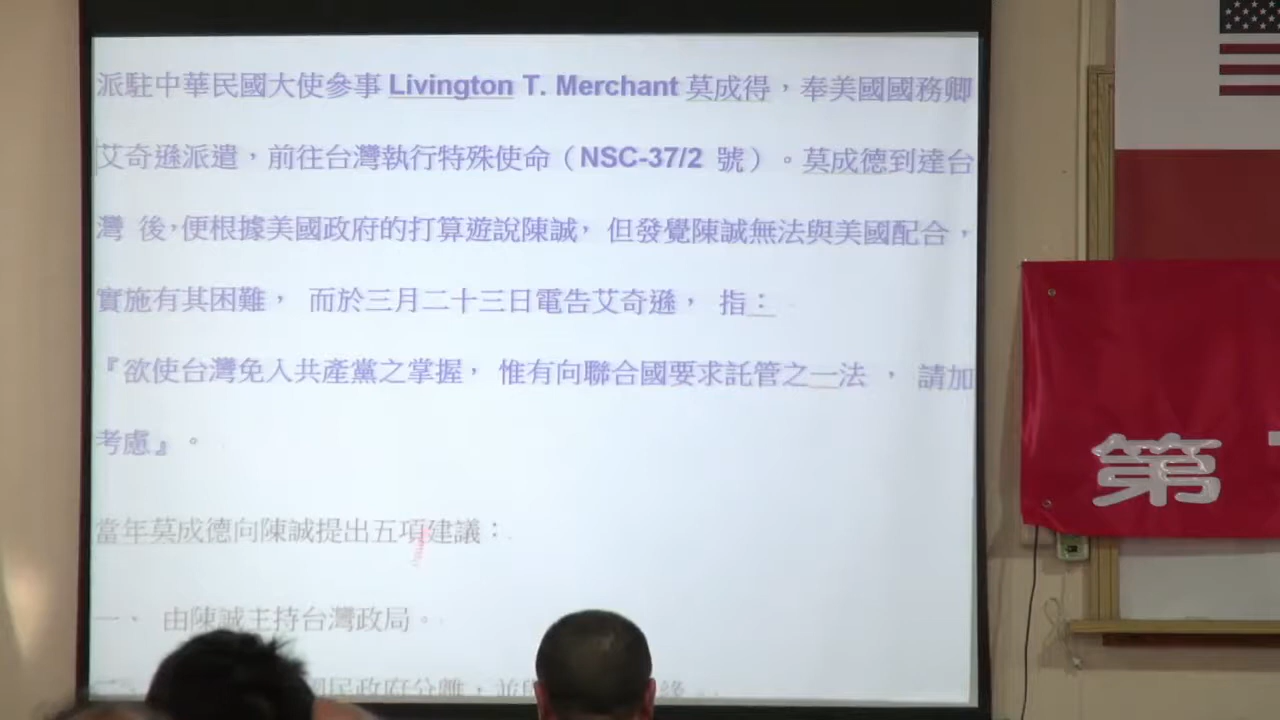 派駐中華民國大使參事 Livington T. Merchant 莫成得，奉美國國務卿
艾奇遜派遣，前往台灣執行特殊使命（NSC-37/2 號）。莫成德到達台
灣 後，便根據美國政府的打算遊說陳誠， 但發覺陳誠無法與美國配合，
實施有其困難， 而於三月二十三日電告艾奇遜， 指：
『欲使台灣免入共產黨之掌握， 惟有向聯合國要求託管之一法 ， 請加
考慮』。
當年莫成德向陳誠提出五項建議：
一、 由陳誠主持台灣政局。
國民政府分離，並
第